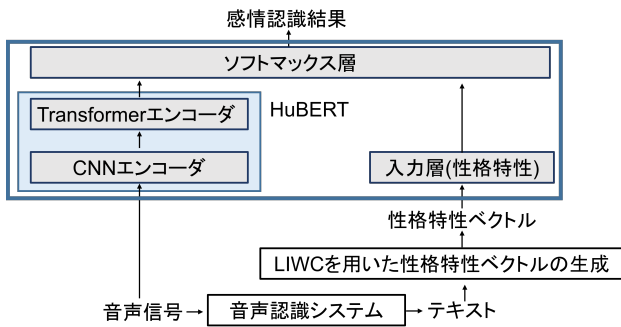 感情認識結果
ソフトマックス層
Transformerエンコーダ
HuBERT
CNNエンコーダ
入力層(性格特性)
性格特性ベクトル
LIWCを用いた性格特性ベクトルの生成
音声信号
音声認識システム
テキスト